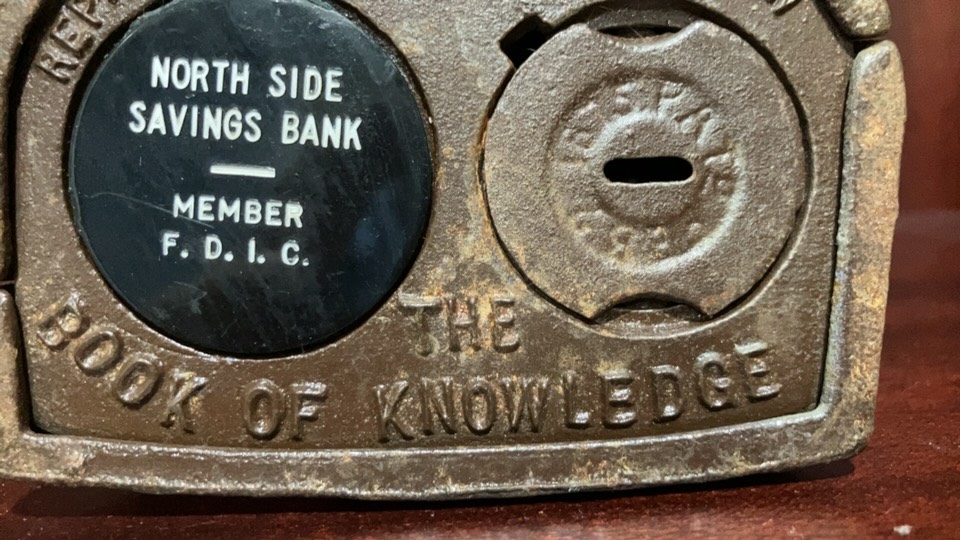 NORTH SIDE
SAVINGS BANK
MEMBER
F. D. I. C.
THE
BOOK OF KNOWLEDGE